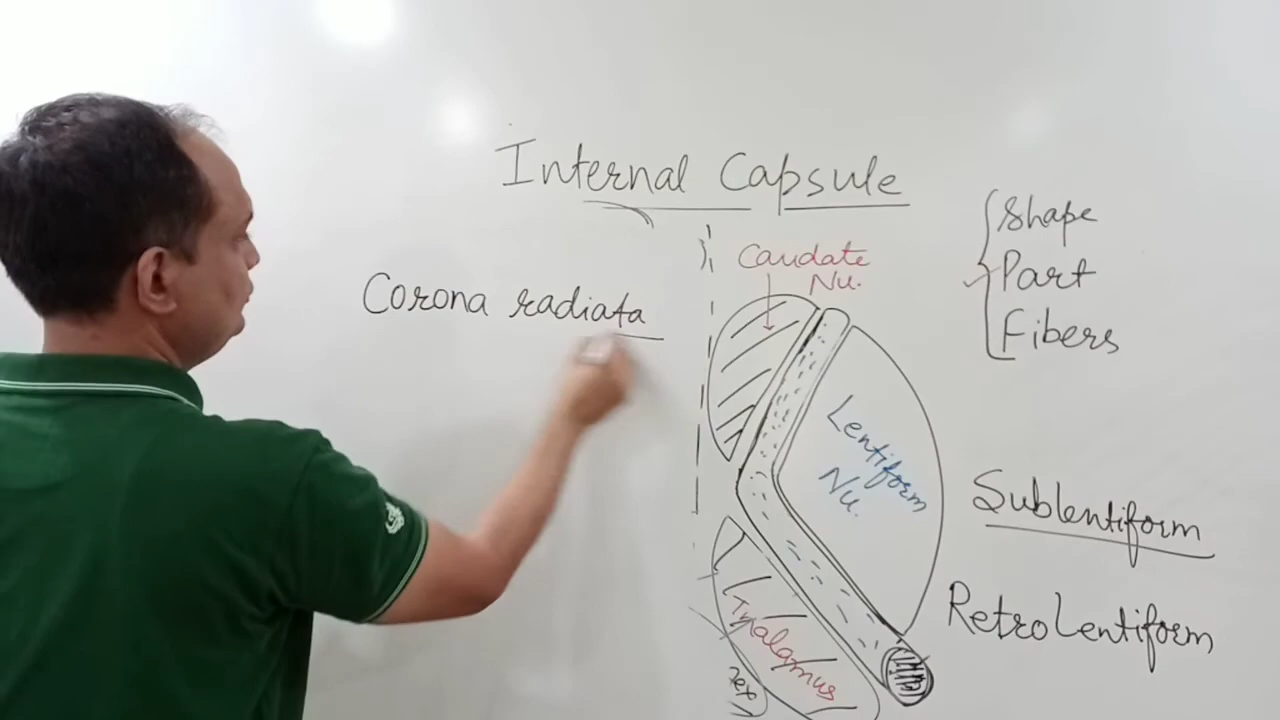 Internal Capsule
Corona radiata
Caudate
Nu.
Shape
Part
Fibers
Lentiform
Nu.
Sublentiform
RetroLentiform
Thalamus